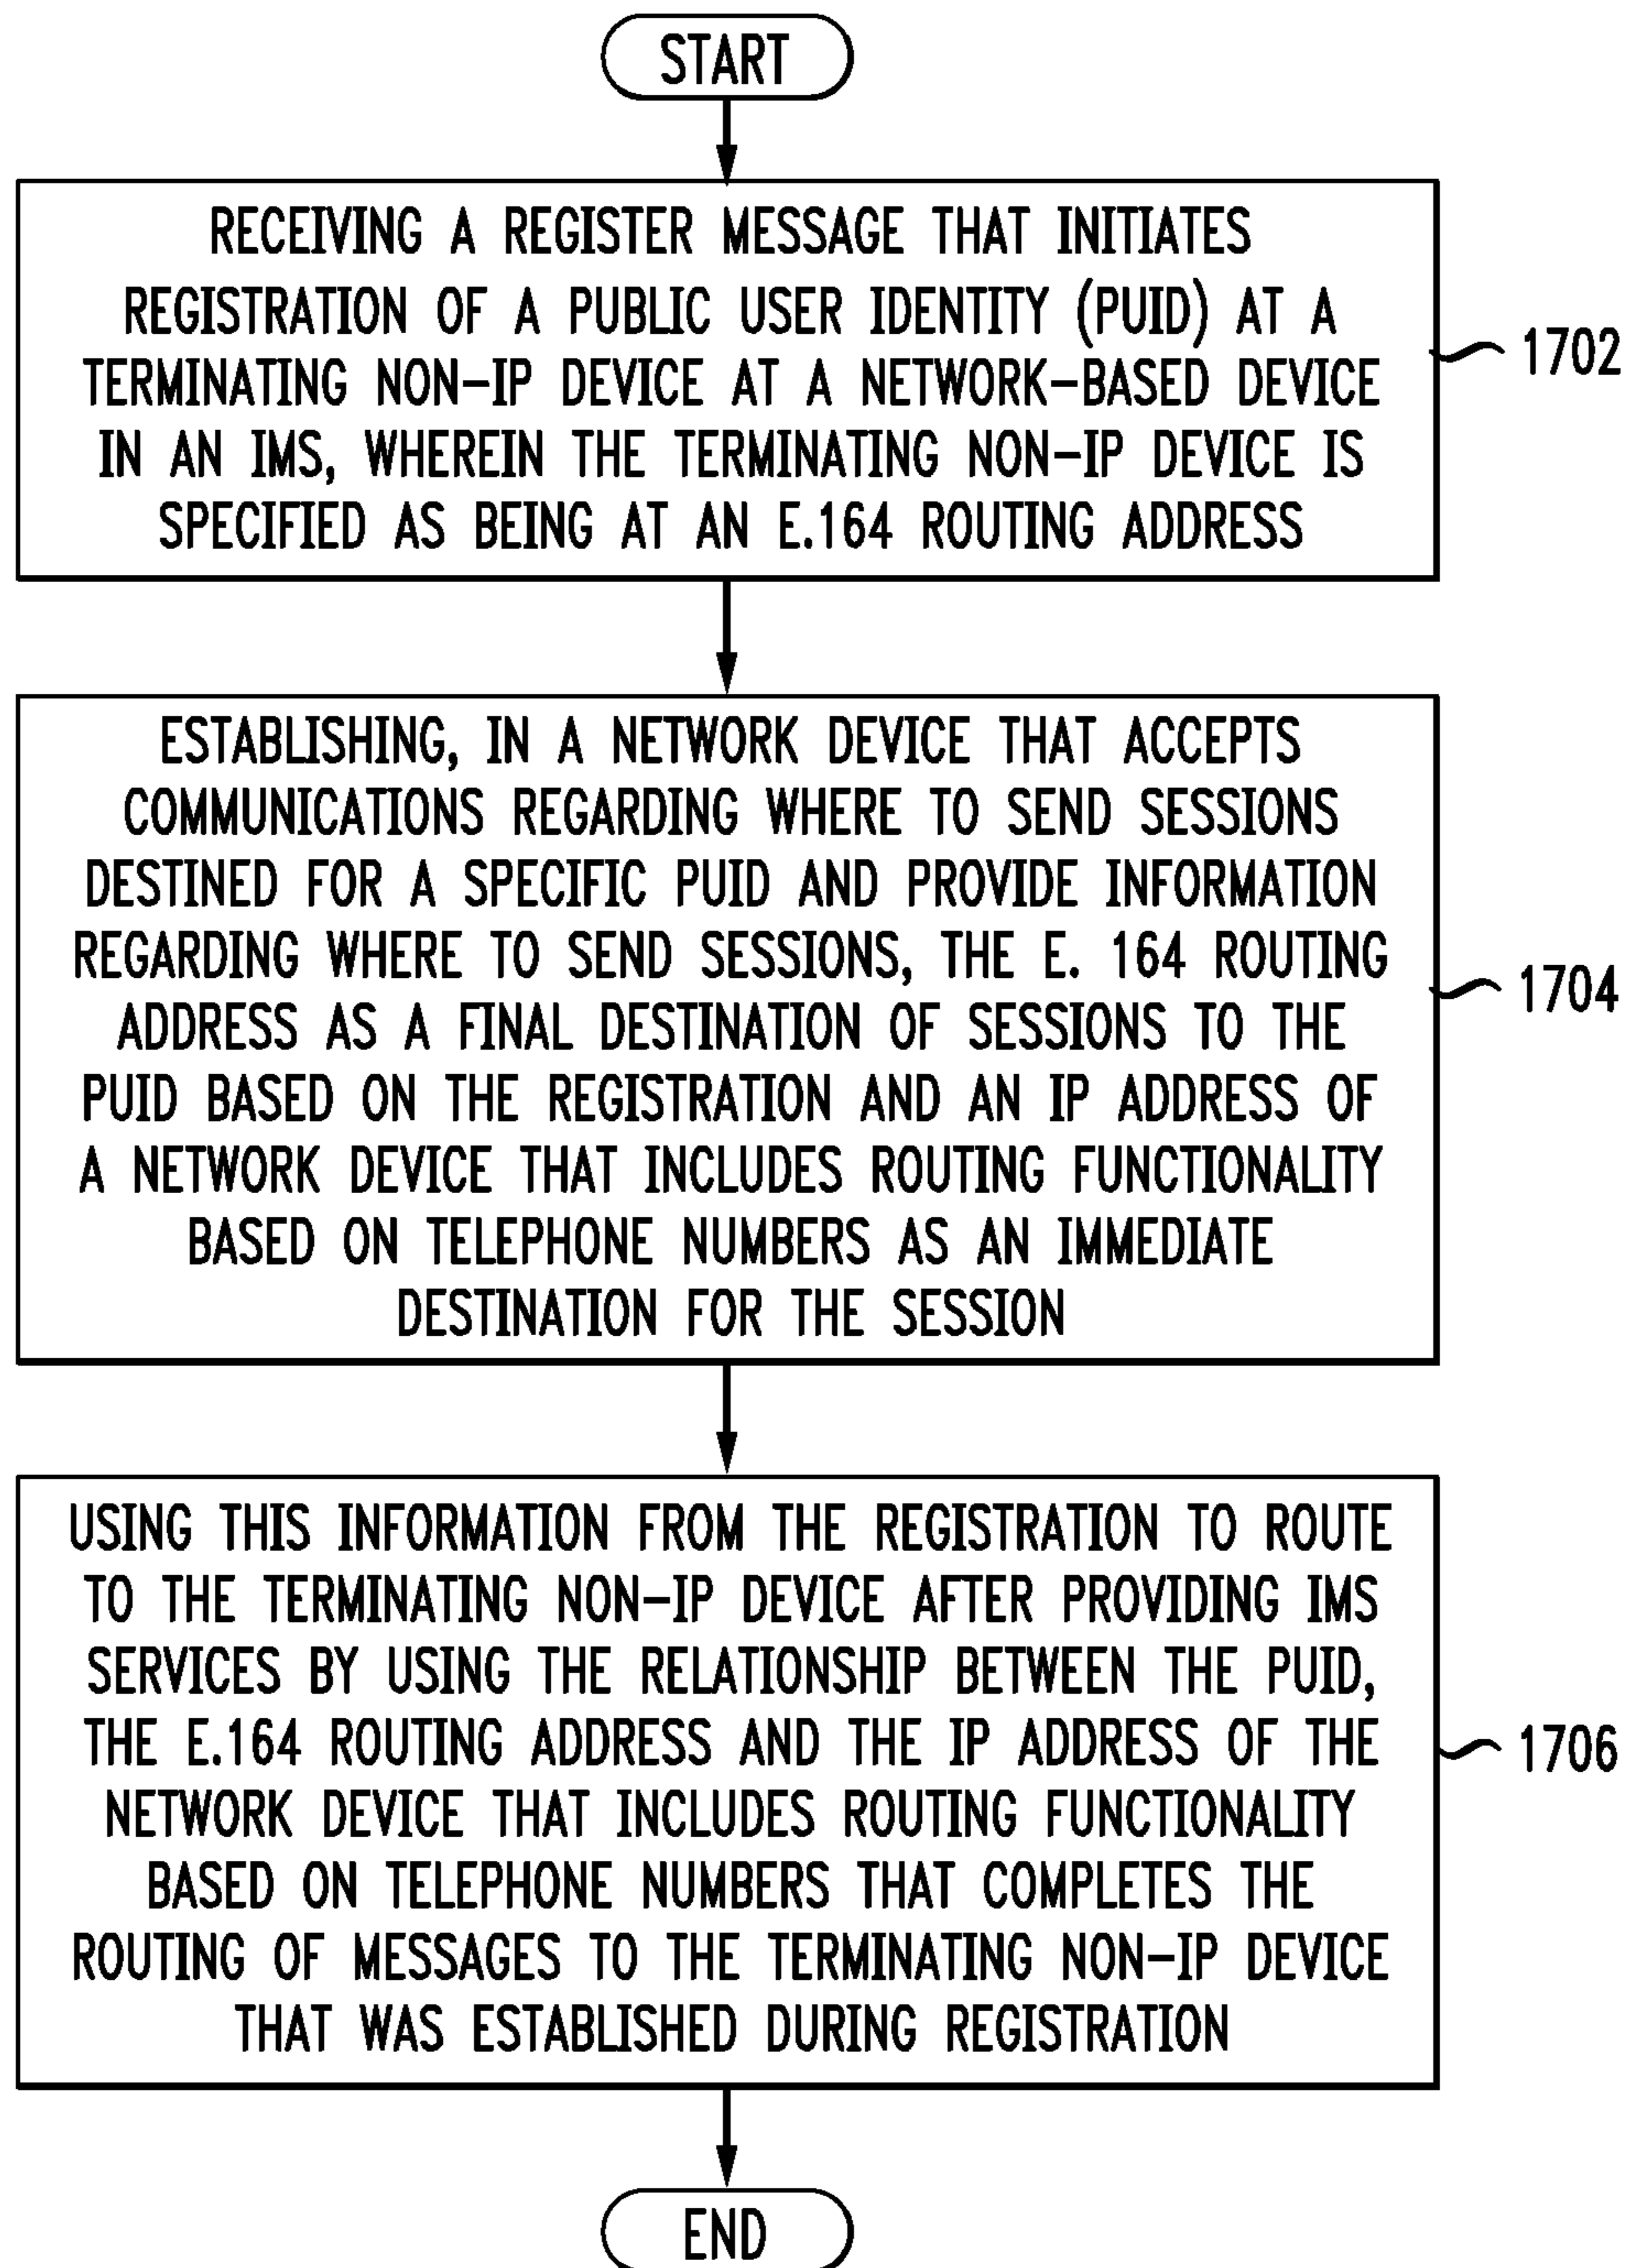 START
RECEIVING A REGISTER MESSAGE THAT INITIATES
REGISTRATION OF A PUBLIC USER IDENTITY (PUID) AT A
TERMINATING NON-IP DEVICE AT A NETWORK-BASED DEVICE
IN AN IMS, WHEREIN THE TERMINATING NON-IP DEVICE IS
SPECIFIED AS BEING AT AN E.164 ROUTING ADDRESS
1702
ESTABLISHING, IN A NETWORK DEVICE THAT ACCEPTS
COMMUNICATIONS REGARDING WHERE TO SEND SESSIONS
DESTINED FOR A SPECIFIC PUID AND PROVIDE INFORMATION
REGARDING WHERE TO SEND SESSIONS, THE E. 164 ROUTING
ADDRESS AS A FINAL DESTINATION OF SESSIONS TO THE
PUID BASED ON THE REGISTRATION AND AN IP ADDRESS OF
A NETWORK DEVICE THAT INCLUDES ROUTING FUNCTIONALITY
BASED ON TELEPHONE NUMBERS AS AN IMMEDIATE
DESTINATION FOR THE SESSION
1704
USING THIS INFORMATION FROM THE REGISTRATION TO ROUTE
TO THE TERMINATING NON-IP DEVICE AFTER PROVIDING IMS
SERVICES BY USING THE RELATIONSHIP BETWEEN THE PUID,
THE E.164 ROUTING ADDRESS AND THE IP ADDRESS OF THE
NETWORK DEVICE THAT INCLUDES ROUTING FUNCTIONALITY
BASED ON TELEPHONE NUMBERS THAT COMPLETES THE
ROUTING OF MESSAGES TO THE TERMINATING NON-IP DEVICE
THAT WAS ESTABLISHED DURING REGISTRATION
1706
END